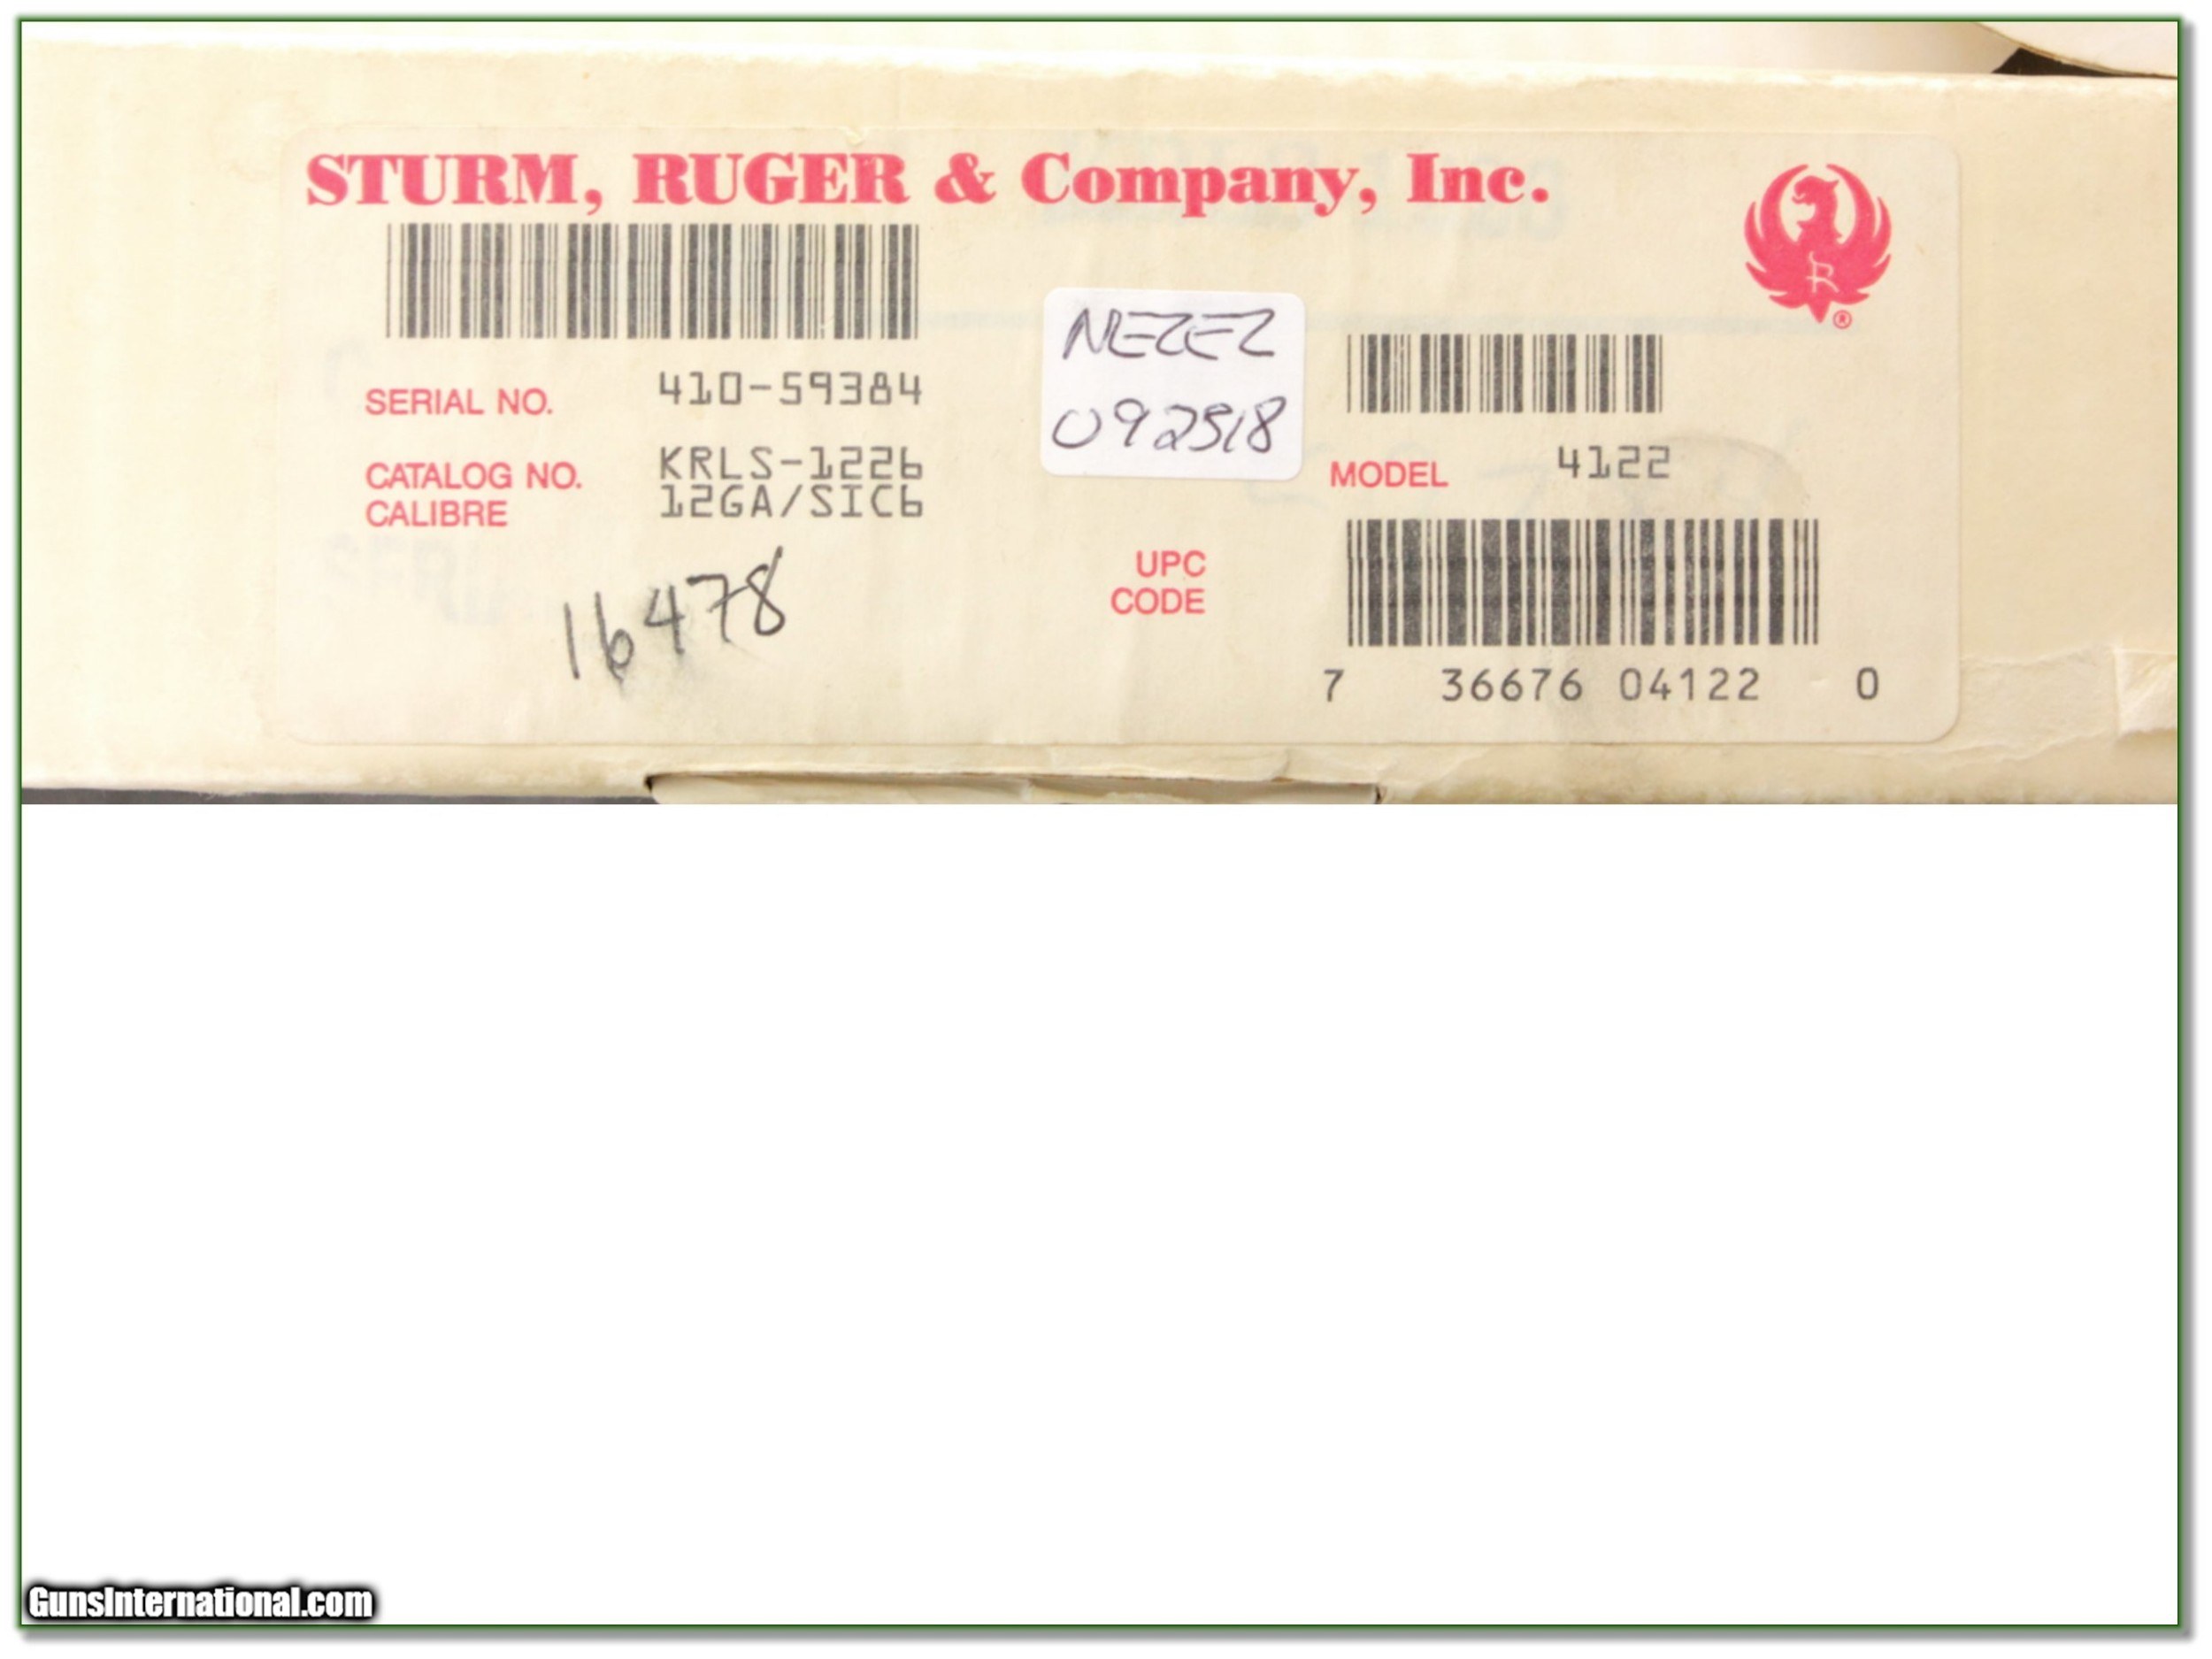 STURM, RUGER & Company, Inc.
R
®
SERIAL NO. 410-59384
CATALOG NO. KRLS-1226
CALIBRE 12GA/SIC6
16478
NEZEZ
092518
MODEL 4122
UPC
CODE
7 36676 04122 0
GunsInternational.com